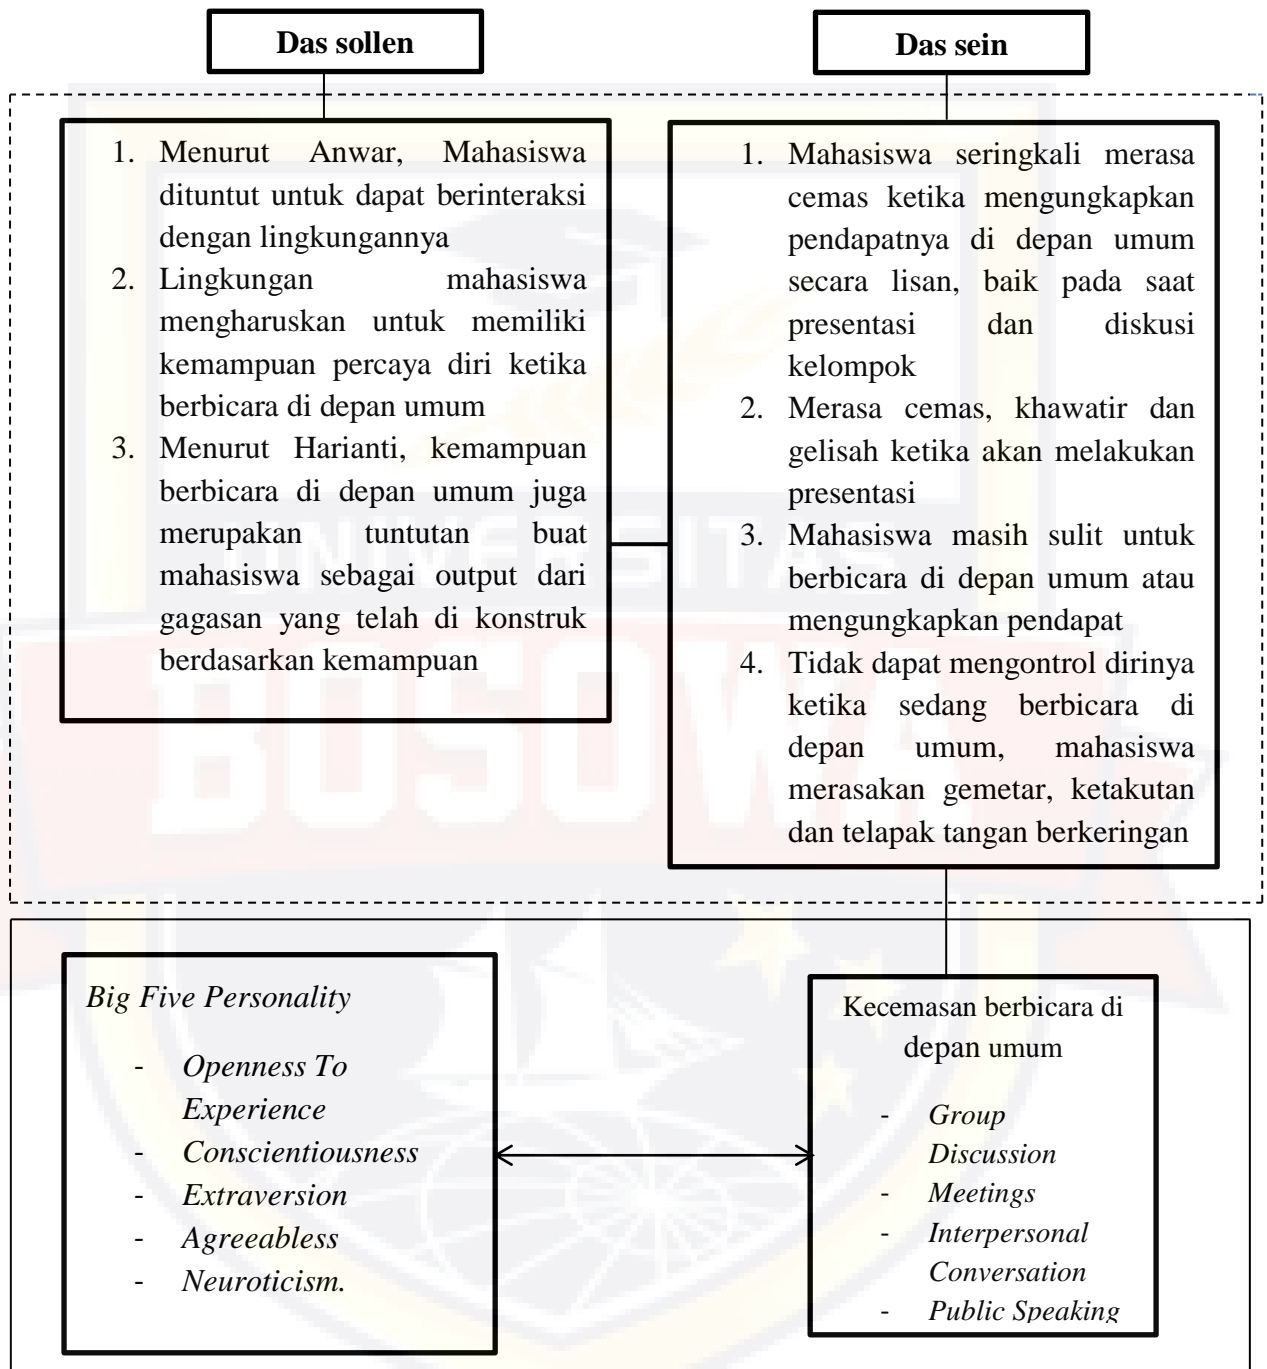 Das sollen
Das sein
1. Menurut Anwar, Mahasiswa
dituntut untuk dapat berinteraksi
dengan lingkungannya
2. Lingkungan mahasiswa
mengharuskan untuk memiliki
kemampuan percaya diri ketika
berbicara di depan umum
3. Menurut Harianti, kemampuan
berbicara di depan umum juga
merupakan tuntutan buat
mahasiswa sebagai output dari
gagasan yang telah di konstruk
berdasarkan kemampuan
1. Mahasiswa seringkali merasa
cemas ketika mengungkapkan
pendapatnya di depan umum
secara lisan, baik pada saat
presentasi dan diskusi
kelompok
2. Merasa cemas, khawatir dan
gelisah ketika akan melakukan
presentasi
3. Mahasiswa masih sulit untuk
berbicara di depan umum atau
mengungkapkan pendapat
4. Tidak dapat mengontrol dirinya
ketika sedang berbicara di
depan umum, mahasiswa
merasakan gemetar, ketakutan
dan telapak tangan berkeringan
Big Five Personality
- Openness To
Experience
- Conscientiousness
- Extraversion
- Agreeabless
- Neuroticism.
Kecemasan berbicara di
depan umum
- Group
Discussion
- Meetings
- Interpersonal
Conversation
- Public Speaking
UNIVERSITAS
BOSOWA